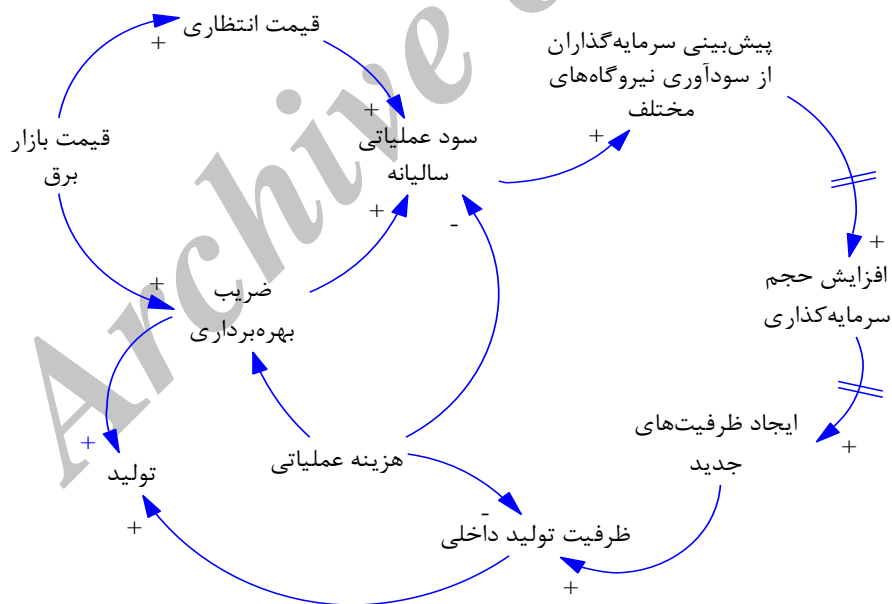 قیمت انتظاری
+
پیش‌بینی سرمایه‌گذاران
از سودآوری نیروگاه‌های
مختلف
+
+
قیمت بازار
برق
سود عملیاتی
سالیانه
+
-
+
+
افزایش حجم
سرمایه‌کذاری
ضریب
بهره‌برداری
+
ایجاد ظرفیت‌های
جدید
+
تولید
هزینه عملیاتی
-
+
ظرفیت تولید داخلی
+
Archive